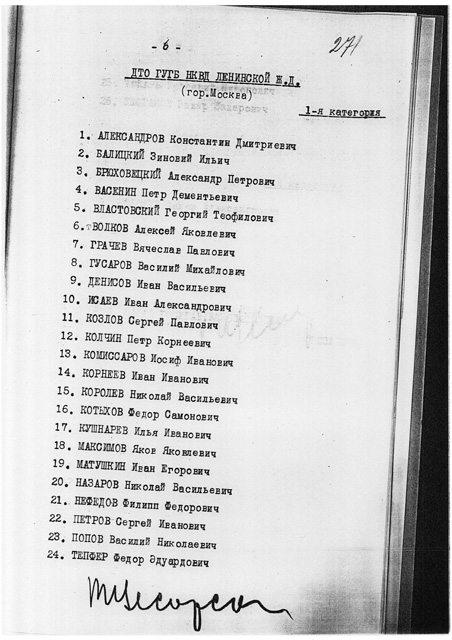 - 6 -
271
ДТО ГУГБ НКВД ЛЕНИНСКОЙ Ж.Д.
(гор.Москва)
1-я категория
1. АЛЕКСАНДРОВ Константин Дмитриевич
2. БАЛИЦКИЙ Зиновий Ильич
3. БРЮХОВЕЦКИЙ Александр Петрович
4. ВАСЕНИН Петр Дементьевич
5. ВЛАСТОВСКИЙ Георгий Теофилович
6. ВОЛКОВ Алексей Яковлевич
7. ГРАЧЕВ Вячеслав Павлович
8. ГУСАРОВ Василий Михайлович
9. ДЕНИСОВ Иван Васильевич
10. ИСАЕВ Иван Александрович
11. КОЗЛОВ Сергей Павлович
12. КОЛЧИН Петр Корнеевич
13. КОМИССАРОВ Иосиф Иванович
14. КОРНЕЕВ Иван Иванович
15. КОРОЛЕВ Николай Васильевич
16. КОТЫХОВ Федор Самонович
17. КУШНАРЕВ Илья Иванович
18. МАКСИМОВ Яков Яковлевич
19. МАТУШКИН Иван Егорович
20. НАЗАРОВ Николай Васильевич
21. НЕФЕДОВ Филипп Федорович
22. ПЕТРОВ Сергей Иванович
23. ПОПОВ Василий Николаевич
24. ТЕПФЕР Федор Эдуардович